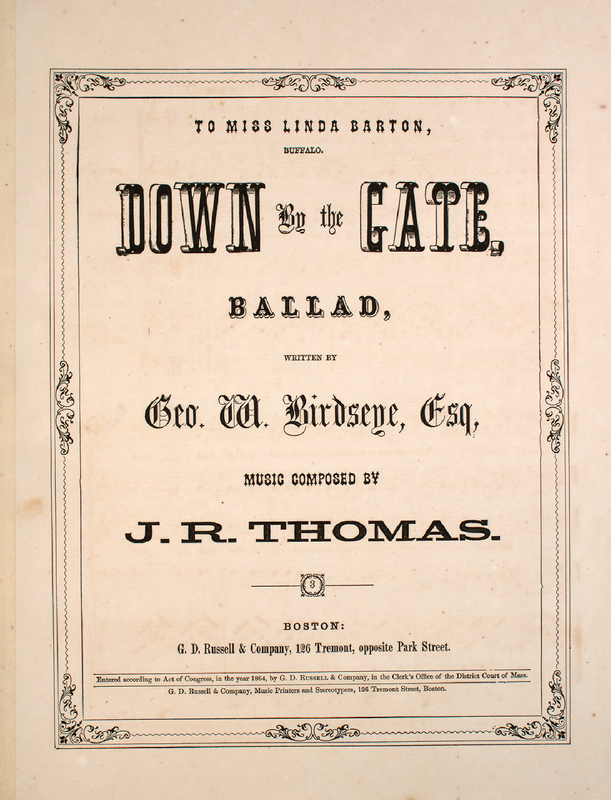 TO MISS LINDA BARTON,
BUFFALO.
DOWN By the GATE,
BALLAD,
WRITTEN BY
Geo. W. Birdseye, Esq,
MUSIC COMPOSED BY
J. R. THOMAS.
3
BOSTON:
G. D. Russell & Company, 126 Tremont, opposite Park Street.
Entered according to Act of Congress, in the year 1864, by G. D. RUSSELL & COMPANY, in the Clerk's Office of the District Court of Mass.
G. D. Russell & Company, Music Printers and Stereotypers, 126 Tremont Street, Boston.